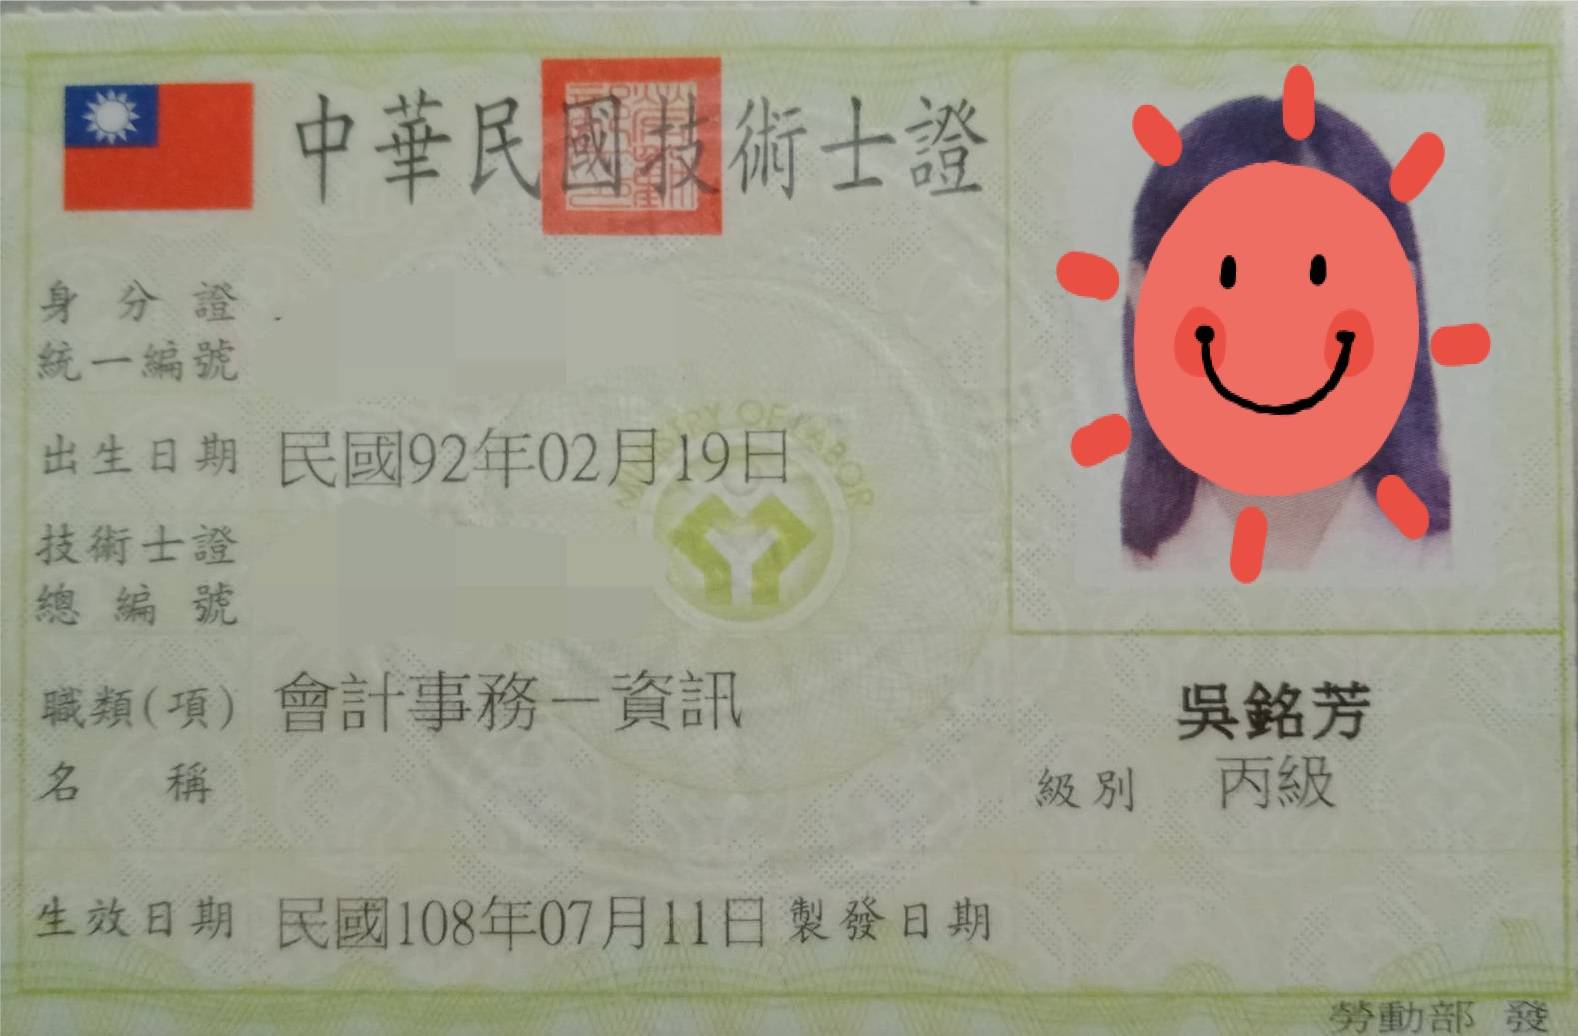 中華民國技術士證
身分證
統一編號
出生日期 民國92年02月19日
MINISTRY OF LABOR
技術士證
總編號
職類(項) 會計事務－資訊
名稱
吳銘芳
級別 丙級
生效日期 民國108年07月11日 製發日期
勞動部 發